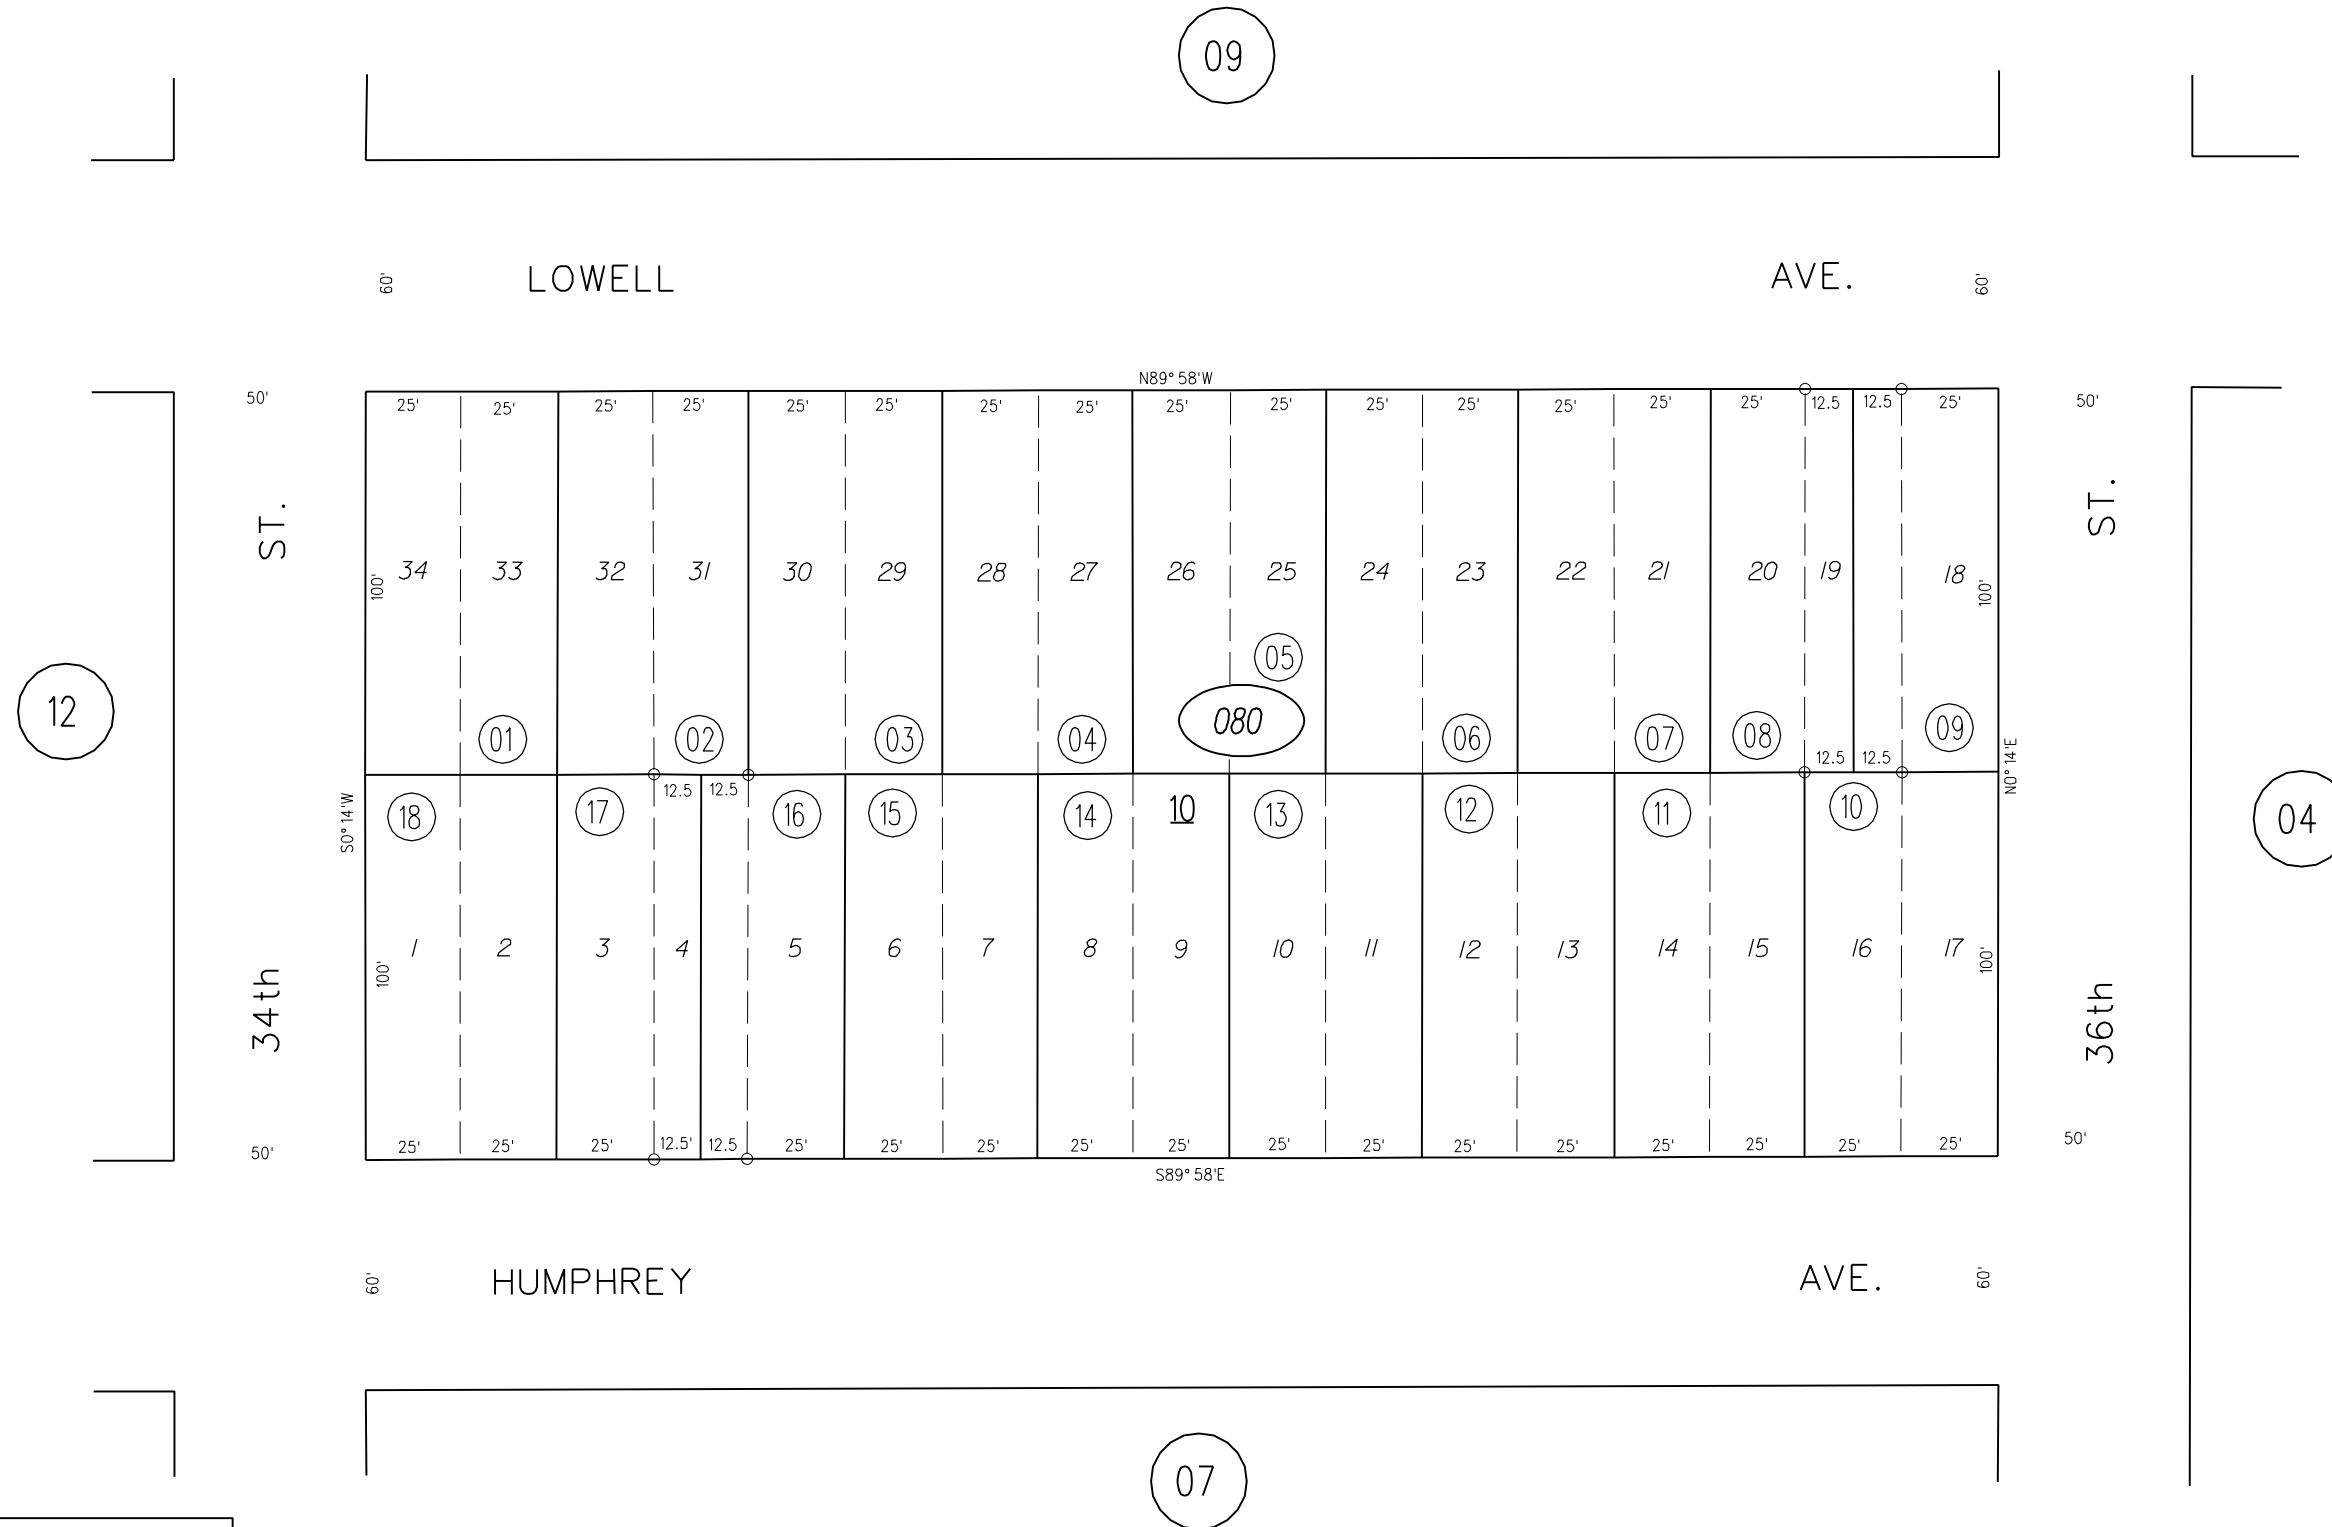 09
60' LOWELL AVE. 60'
N89° 58'W
50' 25' 25' 25' 25' 25' 25' 25' 25' 25' 25' 25' 25' 25' 25' 25' 12.5 12.5 25' 50'
ST. ST.
100' 34 33 32 31 30 29 28 27 26 25 24 23 22 21 20 19 18 100'
05
12 01 02 03 04 080 06 07 08 09
12.5 12.5
N0° 14'E
12.5 12.5
S0° 14'W
18 17 16 15 14 10 13 12 11 10 04
100' 1 2 3 4 5 6 7 8 9 10 11 12 13 14 15 16 17 100'
34th 36th
50' 25' 25' 25' 12.5' 12.5 25' 25' 25' 25' 25' 25' 25' 25' 25' 25' 25' 25' 25' 50'
S89° 58'E
60' HUMPHREY AVE. 60'
07